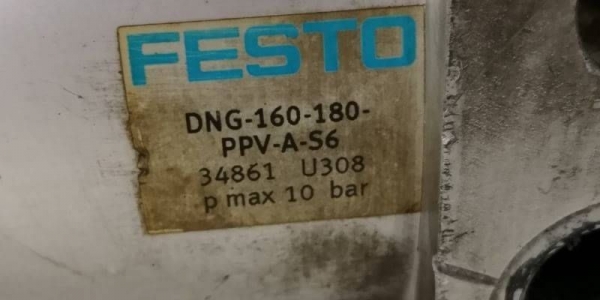 FESTO
DNG-160-180-
PPV-A-S6
34861 U308
p max 10 bar